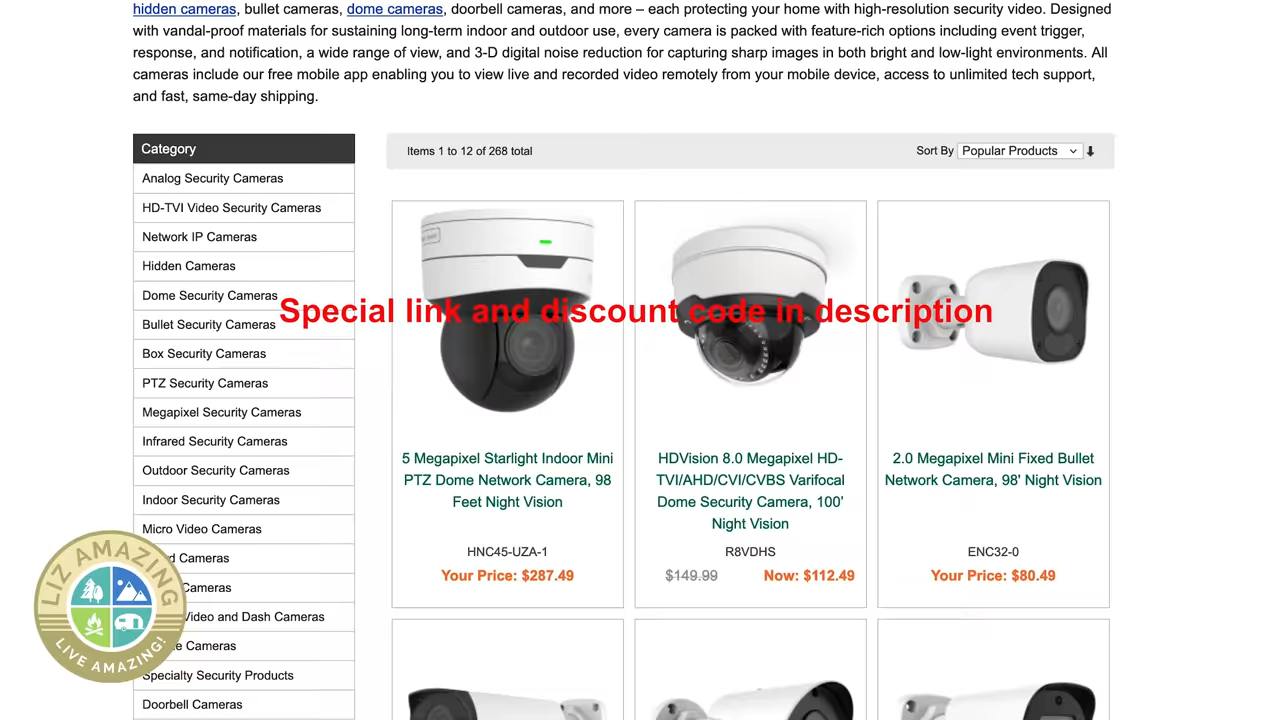 hidden cameras, bullet cameras, dome cameras, doorbell cameras, and more – each protecting your home with high-resolution security video. Designed
with vandal-proof materials for sustaining long-term indoor and outdoor use, every camera is packed with feature-rich options including event trigger,
response, and notification, a wide range of view, and 3-D digital noise reduction for capturing sharp images in both bright and low-light environments. All
cameras include our free mobile app enabling you to view live and recorded video remotely from your mobile device, access to unlimited tech support,
and fast, same-day shipping.
Category
Analog Security Cameras
HD-TVI Video Security Cameras
Network IP Cameras
Hidden Cameras
Dome Security Cameras
Bullet Security Cameras
Box Security Cameras
PTZ Security Cameras
Megapixel Security Cameras
Infrared Security Cameras
Outdoor Security Cameras
Indoor Security Cameras
Micro Video Cameras
Cameras
Cameras
Video and Dash Cameras
Cameras
Specialty Security Products
Doorbell Cameras
Items 1 to 12 of 268 total
Sort By Popular Products
Special link and discount code in description
5 Megapixel Starlight Indoor Mini
PTZ Dome Network Camera, 98
Feet Night Vision
HNC45-UZA-1
Your Price: $287.49
HDVision 8.0 Megapixel HD-
TVI/AHD/CVI/CVBS Varifocal
Dome Security Camera, 100'
Night Vision
R8VDHS
$149.99 Now: $112.49
2.0 Megapixel Mini Fixed Bullet
Network Camera, 98' Night Vision
ENC32-0
Your Price: $80.49
LIZ AMAZING
LIVE AMAZING!